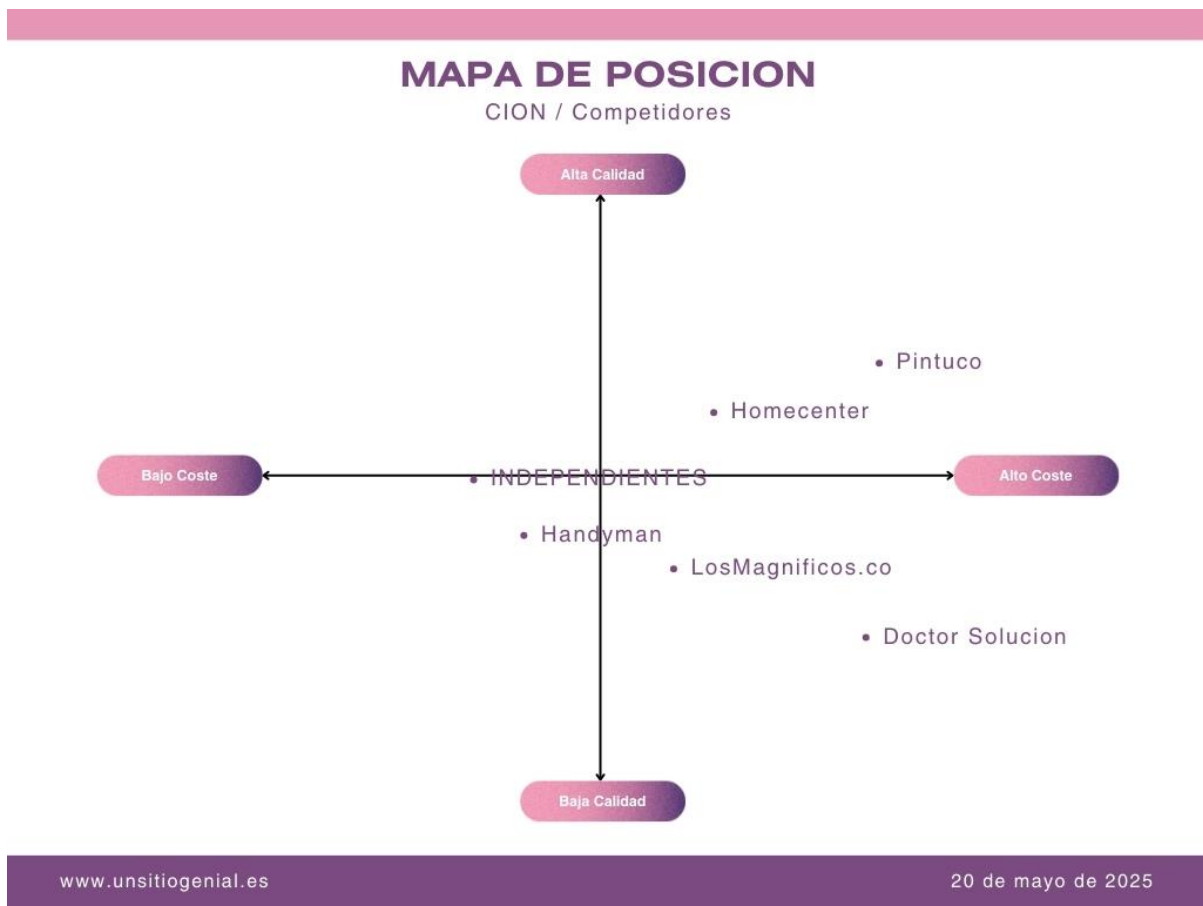 MAPA DE POSICION
CION / Competidores
Alta Calidad
• Pintuco
• Homecenter
Bajo Coste
• INDEPENDIENTES
Alto Coste
• Handyman
• LosMagnificos.co
• Doctor Solucion
Baja Calidad
www.unsitiogenial.es
20 de mayo de 2025